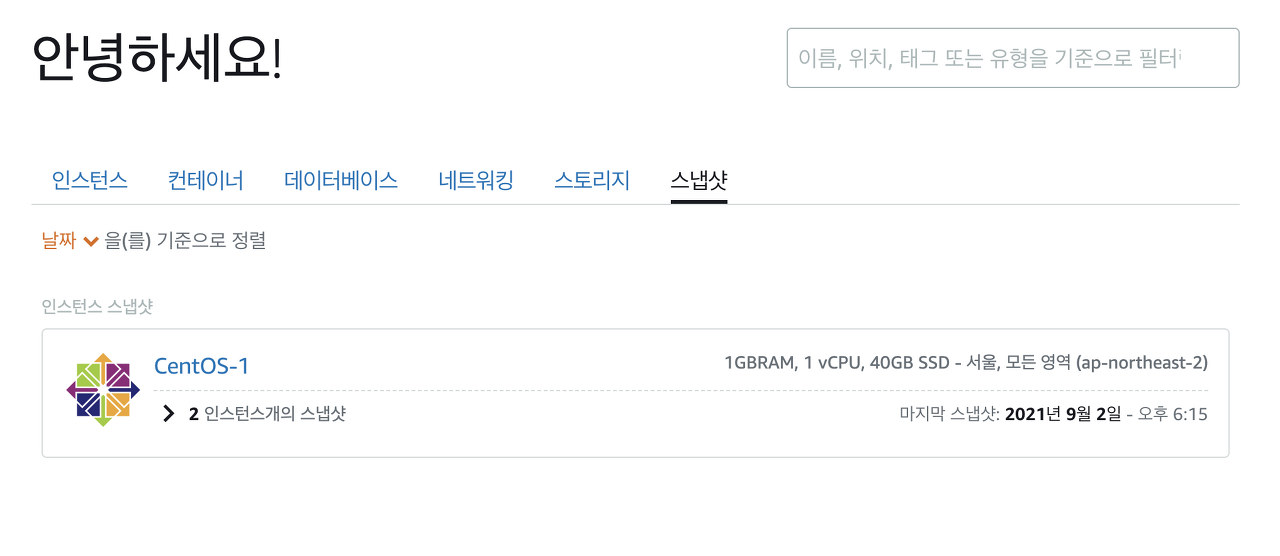 안녕하세요!
이름, 위치, 태그 또는 유형을 기준으로 필터
인스턴스 컨테이너 데이터베이스 네트워킹 스토리지 스냅샷
날짜 을(를) 기준으로 정렬
인스턴스 스냅샷
CentOS-1
1GBRAM, 1 vCPU, 40GB SSD - 서울, 모든 영역 (ap-northeast-2)
2 인스턴스개의 스냅샷
마지막 스냅샷: 2021년 9월 2일 - 오후 6:15